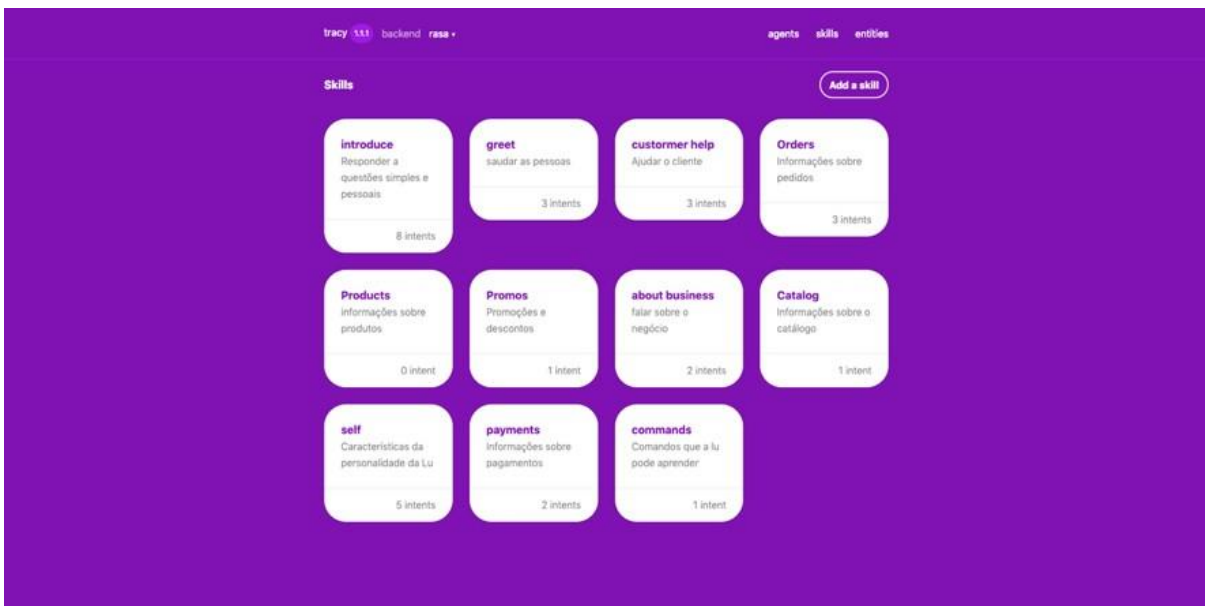 tracy 1.1.1 backend rasa ▾ agents skills entities
Skills Add a skill
introduce
Responder a
questões simples e
pessoais
8 intents
greet
saudar as pessoas
3 intents
custormer help
Ajudar o cliente
3 intents
Orders
Informações sobre
pedidos
3 intents
Products
informações sobre
produtos
0 intent
Promos
Promoções e
descontos
1 intent
about business
falar sobre o
negócio
2 intents
Catalog
Informações sobre o
catálogo
1 intent
self
Características da
personalidade da Lu
5 intents
payments
informações sobre
pagamentos
2 intents
commands
Comandos que a lu
pode aprender
1 intent